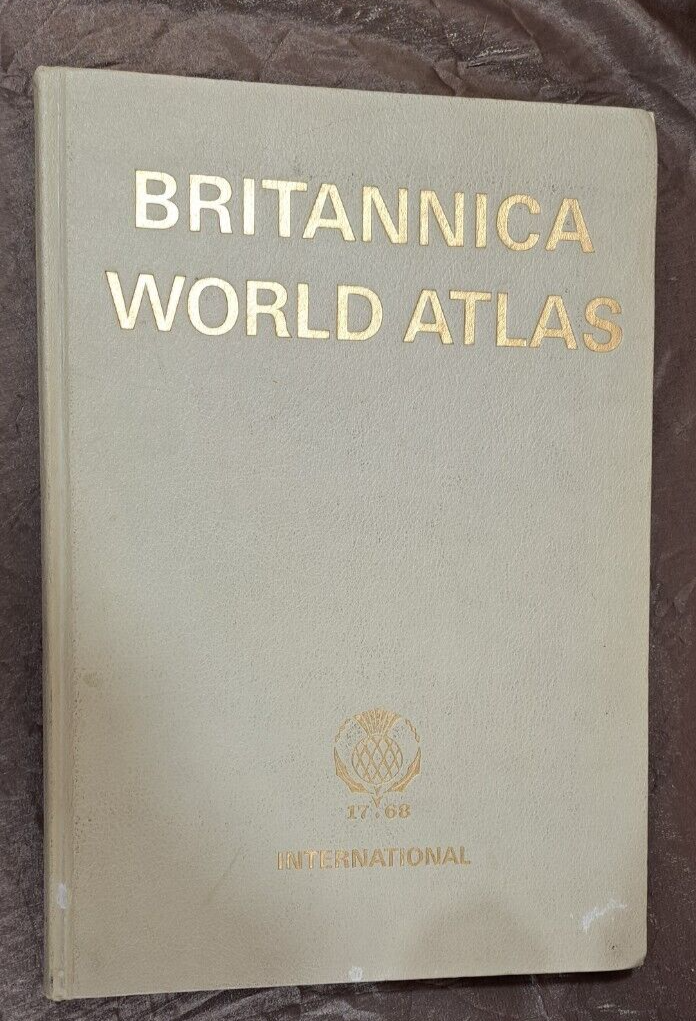 BRITANNICA
WORLD ATLAS
17 68
INTERNATIONAL